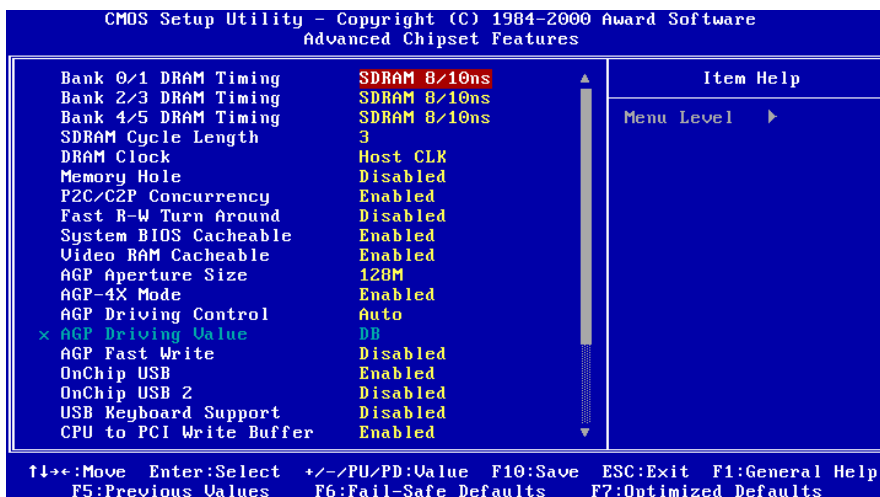 CMOS Setup Utility - Copyright (C) 1984-2000 Award Software
Advanced Chipset Features
Bank 0/1 DRAM Timing SDRAM 8/10ns
Bank 2/3 DRAM Timing SDRAM 8/10ns
Bank 4/5 DRAM Timing SDRAM 8/10ns
SDRAM Cycle Length 3
DRAM Clock Host CLK
Memory Hole Disabled
P2C/C2P Concurrency Enabled
Fast R-W Turn Around Disabled
System BIOS Cacheable Enabled
Video RAM Cacheable Enabled
AGP Aperture Size 128M
AGP-4X Mode Enabled
AGP Driving Control Auto
x AGP Driving Value DB
AGP Fast Write Disabled
OnChip USB Enabled
OnChip USB 2 Disabled
USB Keyboard Support Disabled
CPU to PCI Write Buffer Enabled
Item Help
Menu Level ▶
↑↓→←:Move Enter:Select +/-/PU/PD:Value F10:Save ESC:Exit F1:General Help
F5:Previous Values F6:Fail-Safe Defaults F7:Optimized Defaults